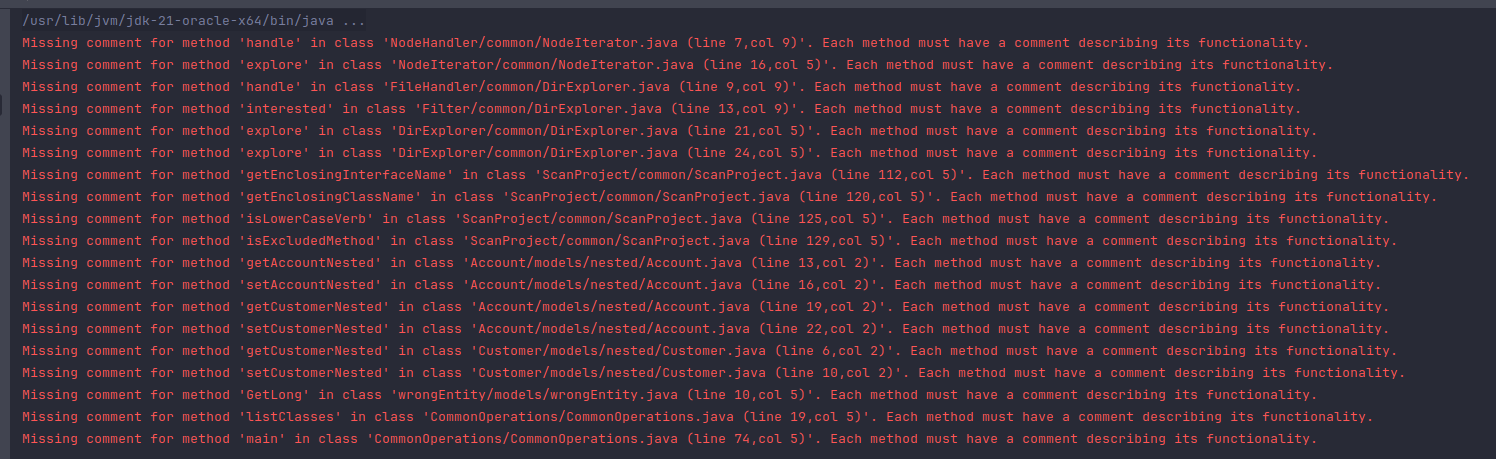 /usr/lib/jvm/jdk-21-oracle-x64/bin/java ...
Missing comment for method 'handle' in class 'NodeHandler/common/NodeIterator.java (line 7,col 9)'. Each method must have a comment describing its functionality.
Missing comment for method 'explore' in class 'NodeIterator/common/NodeIterator.java (line 16,col 5)'. Each method must have a comment describing its functionality.
Missing comment for method 'handle' in class 'FileHandler/common/DirExplorer.java (line 9,col 9)'. Each method must have a comment describing its functionality.
Missing comment for method 'interested' in class 'Filter/common/DirExplorer.java (line 13,col 9)'. Each method must have a comment describing its functionality.
Missing comment for method 'explore' in class 'DirExplorer/common/DirExplorer.java (line 21,col 5)'. Each method must have a comment describing its functionality.
Missing comment for method 'explore' in class 'DirExplorer/common/DirExplorer.java (line 24,col 5)'. Each method must have a comment describing its functionality.
Missing comment for method 'getEnclosingInterfaceName' in class 'ScanProject/common/ScanProject.java (line 112,col 5)'. Each method must have a comment describing its functionality.
Missing comment for method 'getEnclosingClassName' in class 'ScanProject/common/ScanProject.java (line 120,col 5)'. Each method must have a comment describing its functionality.
Missing comment for method 'isLowerCaseVerb' in class 'ScanProject/common/ScanProject.java (line 125,col 5)'. Each method must have a comment describing its functionality.
Missing comment for method 'isExcludedMethod' in class 'ScanProject/common/ScanProject.java (line 129,col 5)'. Each method must have a comment describing its functionality.
Missing comment for method 'getAccountNested' in class 'Account/models/nested/Account.java (line 13,col 2)'. Each method must have a comment describing its functionality.
Missing comment for method 'setAccountNested' in class 'Account/models/nested/Account.java (line 16,col 2)'. Each method must have a comment describing its functionality.
Missing comment for method 'getCustomerNested' in class 'Account/models/nested/Account.java (line 19,col 2)'. Each method must have a comment describing its functionality.
Missing comment for method 'setCustomerNested' in class 'Account/models/nested/Account.java (line 22,col 2)'. Each method must have a comment describing its functionality.
Missing comment for method 'getCustomerNested' in class 'Customer/models/nested/Customer.java (line 6,col 2)'. Each method must have a comment describing its functionality.
Missing comment for method 'setCustomerNested' in class 'Customer/models/nested/Customer.java (line 10,col 2)'. Each method must have a comment describing its functionality.
Missing comment for method 'GetLong' in class 'wrongEntity/models/wrongEntity.java (line 10,col 5)'. Each method must have a comment describing its functionality.
Missing comment for method 'listClasses' in class 'CommonOperations/CommonOperations.java (line 19,col 5)'. Each method must have a comment describing its functionality.
Missing comment for method 'main' in class 'CommonOperations/CommonOperations.java (line 74,col 5)'. Each method must have a comment describing its functionality.